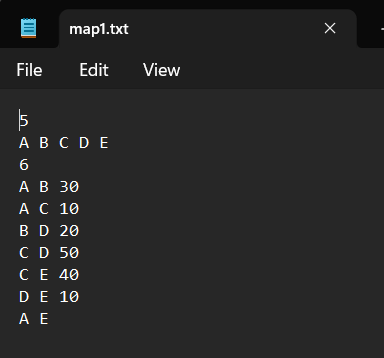 map1.txt
File Edit View
5
A B C D E
6
A B 30
A C 10
B D 20
C D 50
C E 40
D E 10
A E